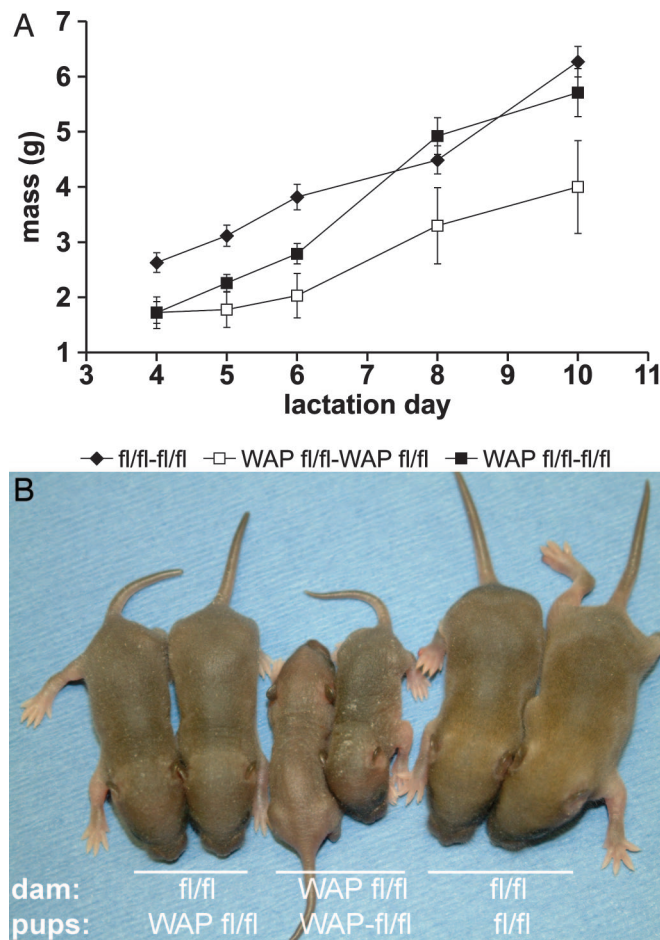 A
7
6
5
4
3
2
1
mass (g)
3 4 5 6 7 8 9 10 11
lactation day
fl/fl-fl/fl WAP fl/fl-WAP fl/fl WAP fl/fl-fl/fl
B
dam: fl/fl WAP fl/fl fl/fl
pups: WAP fl/fl WAP-fl/fl fl/fl